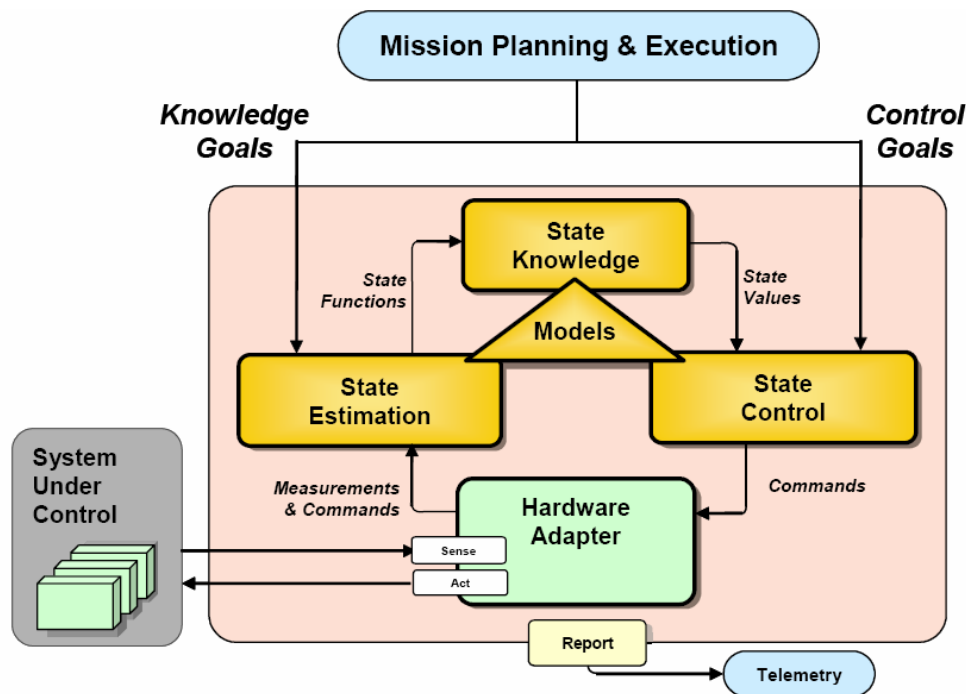 Mission Planning & Execution
Knowledge
Goals
Control
Goals
State
Knowledge
State
Functions
State
Values
Models
State
Estimation
State
Control
System
Under
Control
Measurements
& Commands
Hardware
Adapter
Commands
Sense
Act
Report
Telemetry